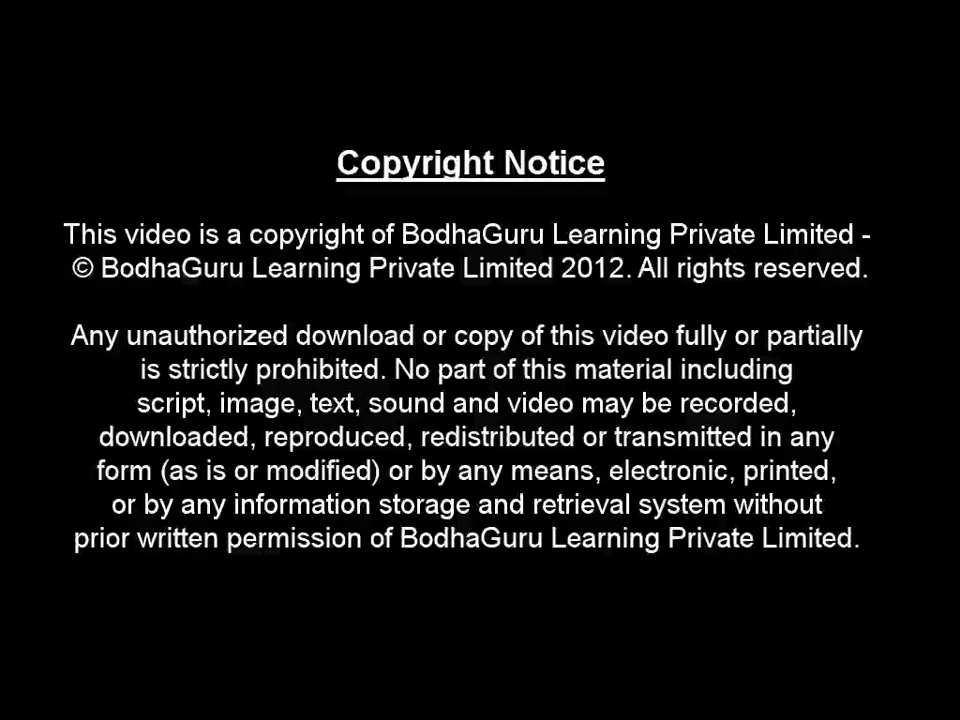 Copyright Notice
This video is a copyright of BodhaGuru Learning Private Limited -
© BodhaGuru Learning Private Limited 2012. All rights reserved.
Any unauthorized download or copy of this video fully or partially
is strictly prohibited. No part of this material including
script, image, text, sound and video may be recorded,
downloaded, reproduced, redistributed or transmitted in any
form (as is or modified) or by any means, electronic, printed,
or by any information storage and retrieval system without
prior written permission of BodhaGuru Learning Private Limited.